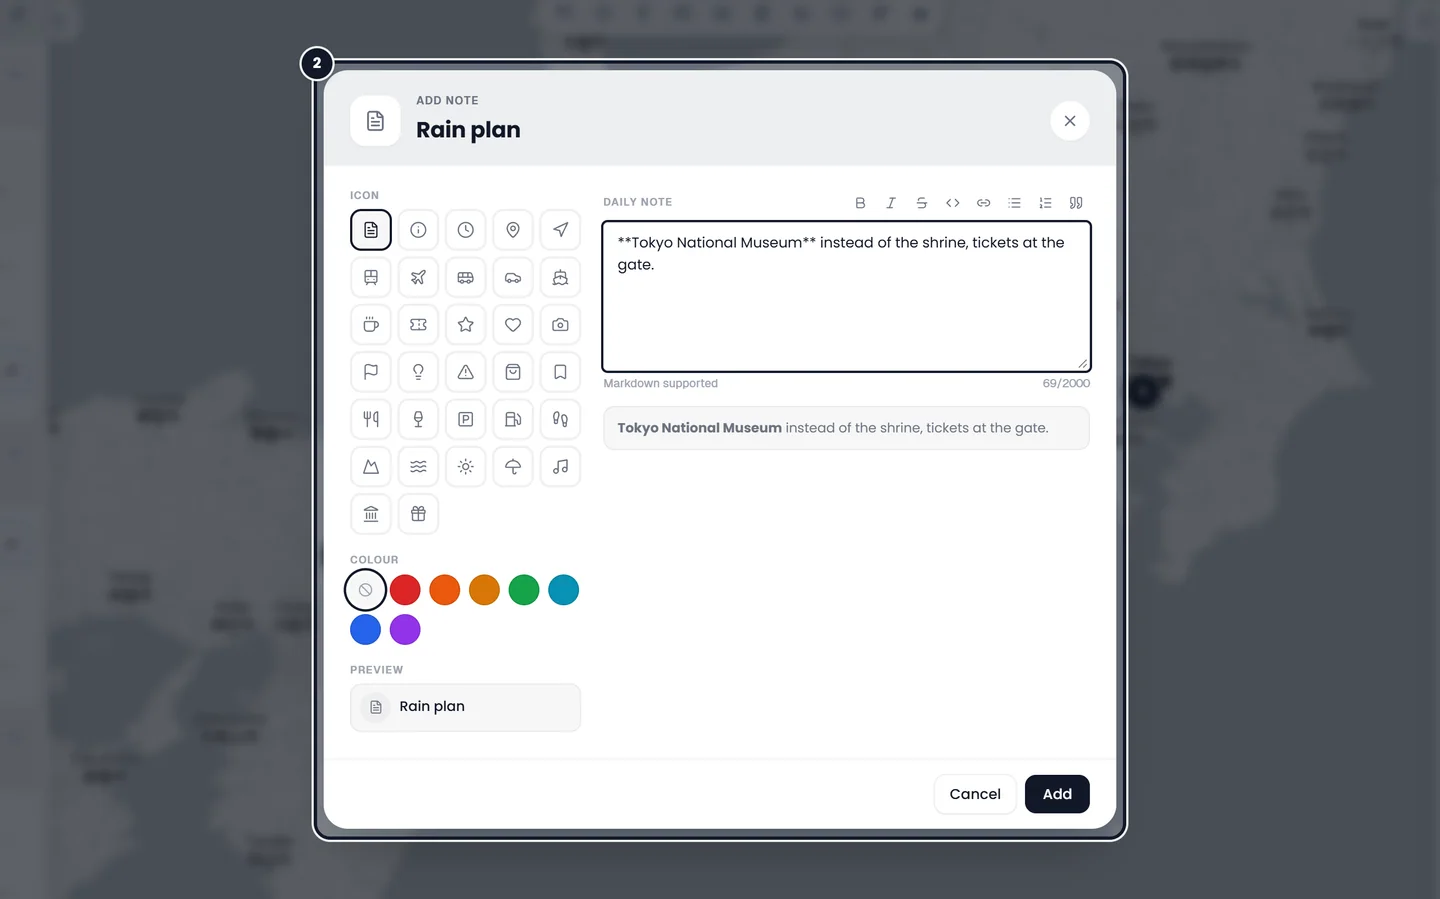 2
ADD NOTE
Rain plan
ICON
DAILY NOTE
**Tokyo National Museum** instead of the shrine, tickets at the
gate.
Markdown supported
69/2000
Tokyo National Museum instead of the shrine, tickets at the gate.
COLOUR
PREVIEW
Rain plan
Cancel
Add